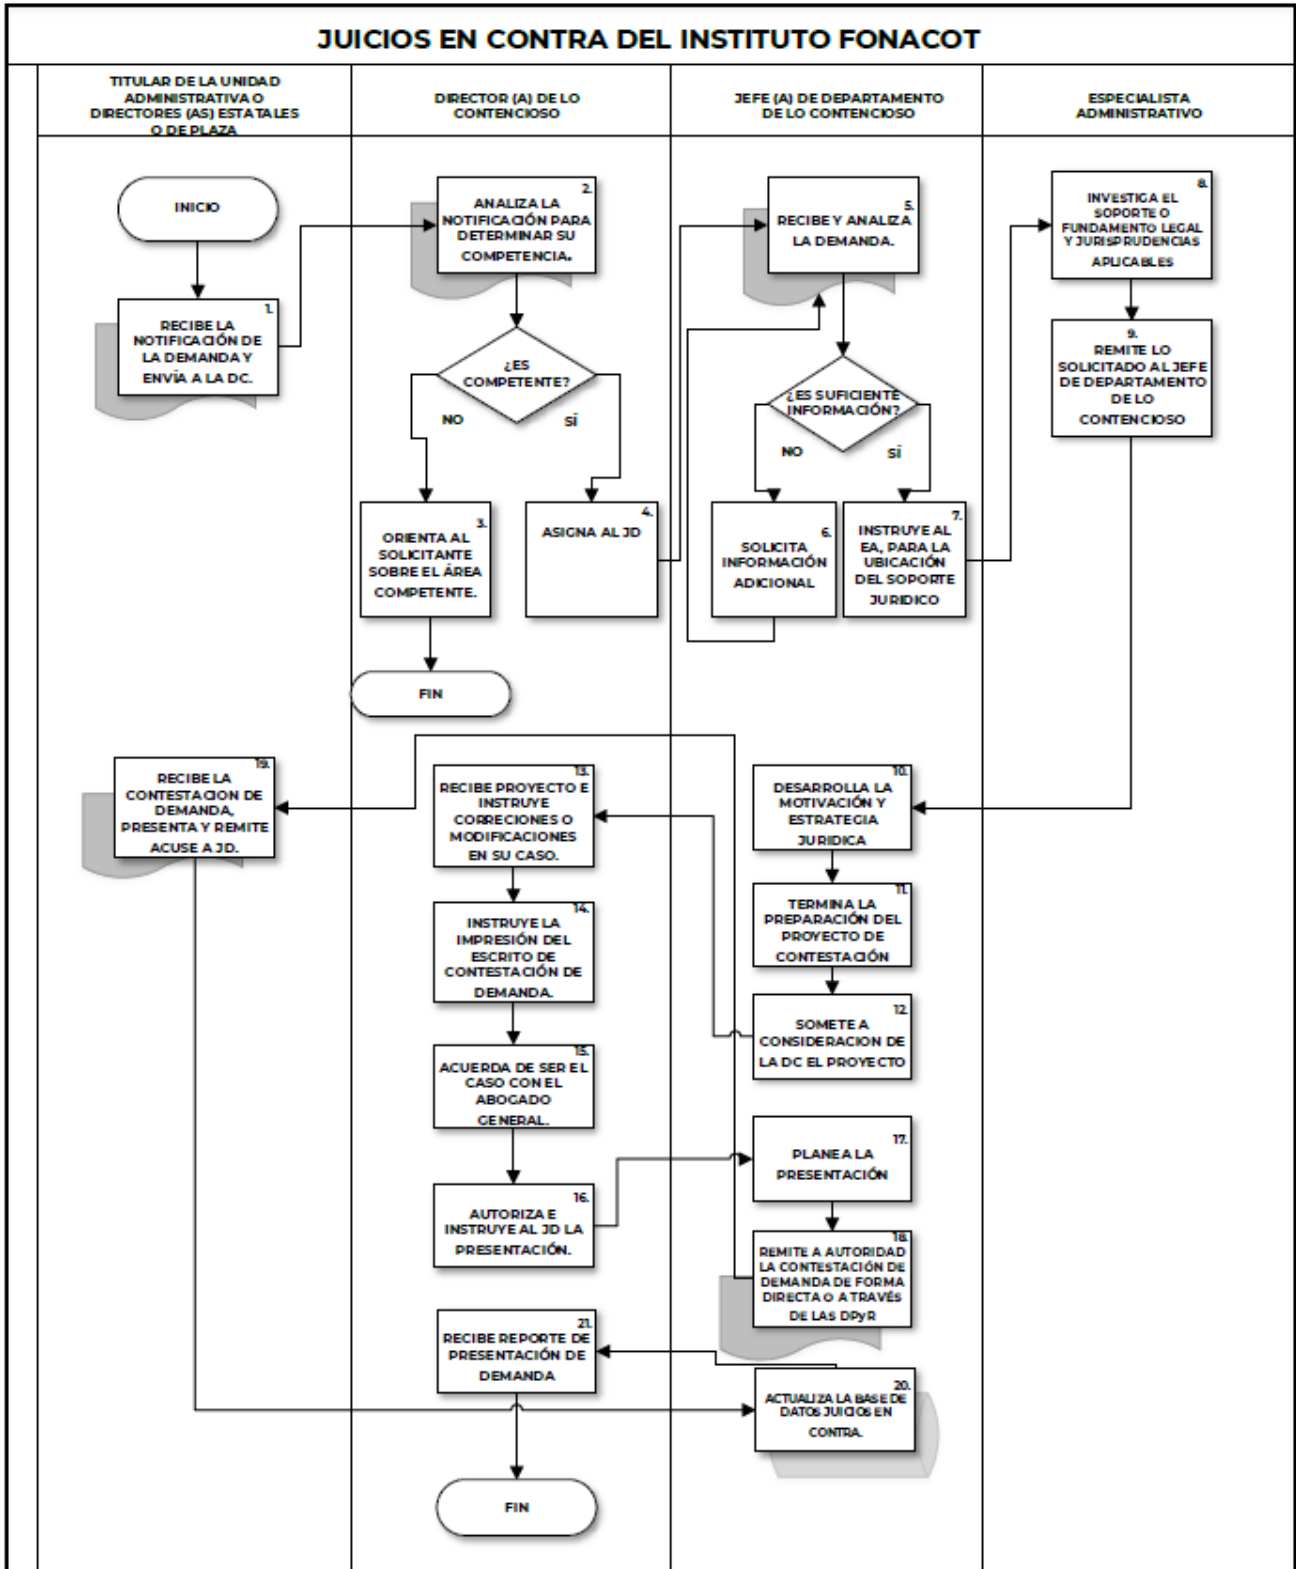 JUICIOS EN CONTRA DEL INSTITUTO FONACOT
TITULAR DE LA UNIDAD
ADMINISTRATIVA O
DIRECTORES (AS) ESTATALES
O DE PLAZA
DIRECTOR (A) DE LO
CONTENCIOSO
JEFE (A) DE DEPARTAMENTO
DE LO CONTENCIOSO
ESPECIALISTA
ADMINISTRATIVO
INICIO
1.
RECIBE LA
NOTIFICACIÓN DE
LA DEMANDA Y
ENVÍA A LA DC.
2.
ANALIZA LA
NOTIFICACIÓN PARA
DETERMINAR SU
COMPETENCIA.
¿ES
COMPETENTE?
NO
SÍ
3.
ORIENTA AL
SOLICITANTE
SOBRE EL ÁREA
COMPETENTE.
FIN
4.
ASIGNA AL JD
5.
RECIBE Y ANALIZA
LA DEMANDA.
¿ES SUFICIENTE
INFORMACIÓN?
NO
SÍ
6.
SOLICITA
INFORMACIÓN
ADICIONAL
7.
INSTRUYE AL
EA, PARA LA
UBICACIÓN
DEL SOPORTE
JURIDICO
8.
INVESTIGA EL
SOPORTE O
FUNDAMENTO LEGAL
Y JURISPRUDENCIAS
APLICABLES
9.
REMITE LO
SOLICITADO AL JEFE
DE DEPARTAMENTO
DE LO
CONTENCIOSO
10.
DESARROLLA LA
MOTIVACIÓN Y
ESTRATEGIA
JURIDICA
11.
TERMINA LA
PREPARACIÓN DEL
PROYECTO DE
CONTESTACIÓN
12.
SOMETE A
CONSIDERACION DE
LA DC EL PROYECTO
13.
RECIBE PROYECTO E
INSTRUYE
CORRECIONES O
MODIFICACIONES
EN SU CASO.
14.
INSTRUYE LA
IMPRESIÓN DEL
ESCRITO DE
CONTESTACIÓN DE
DEMANDA.
15.
ACUERDA DE SER EL
CASO CON EL
ABOGADO
GENERAL.
16.
AUTORIZA E
INSTRUYE AL JD LA
PRESENTACIÓN.
17.
PLANEA LA
PRESENTACIÓN
18.
REMITE A AUTORIDAD
LA CONTESTACIÓN DE
DEMANDA DE FORMA
DIRECTA O A TRAVÉS
DE LAS DPyR
19.
RECIBE LA
CONTESTACION DE
DEMANDA,
PRESENTA Y REMITE
ACUSE A JD.
20.
ACTUALIZA LA BASE DE
DATOS JUICIOS EN
CONTRA.
21.
RECIBE REPORTE DE
PRESENTACIÓN DE
DEMANDA
FIN